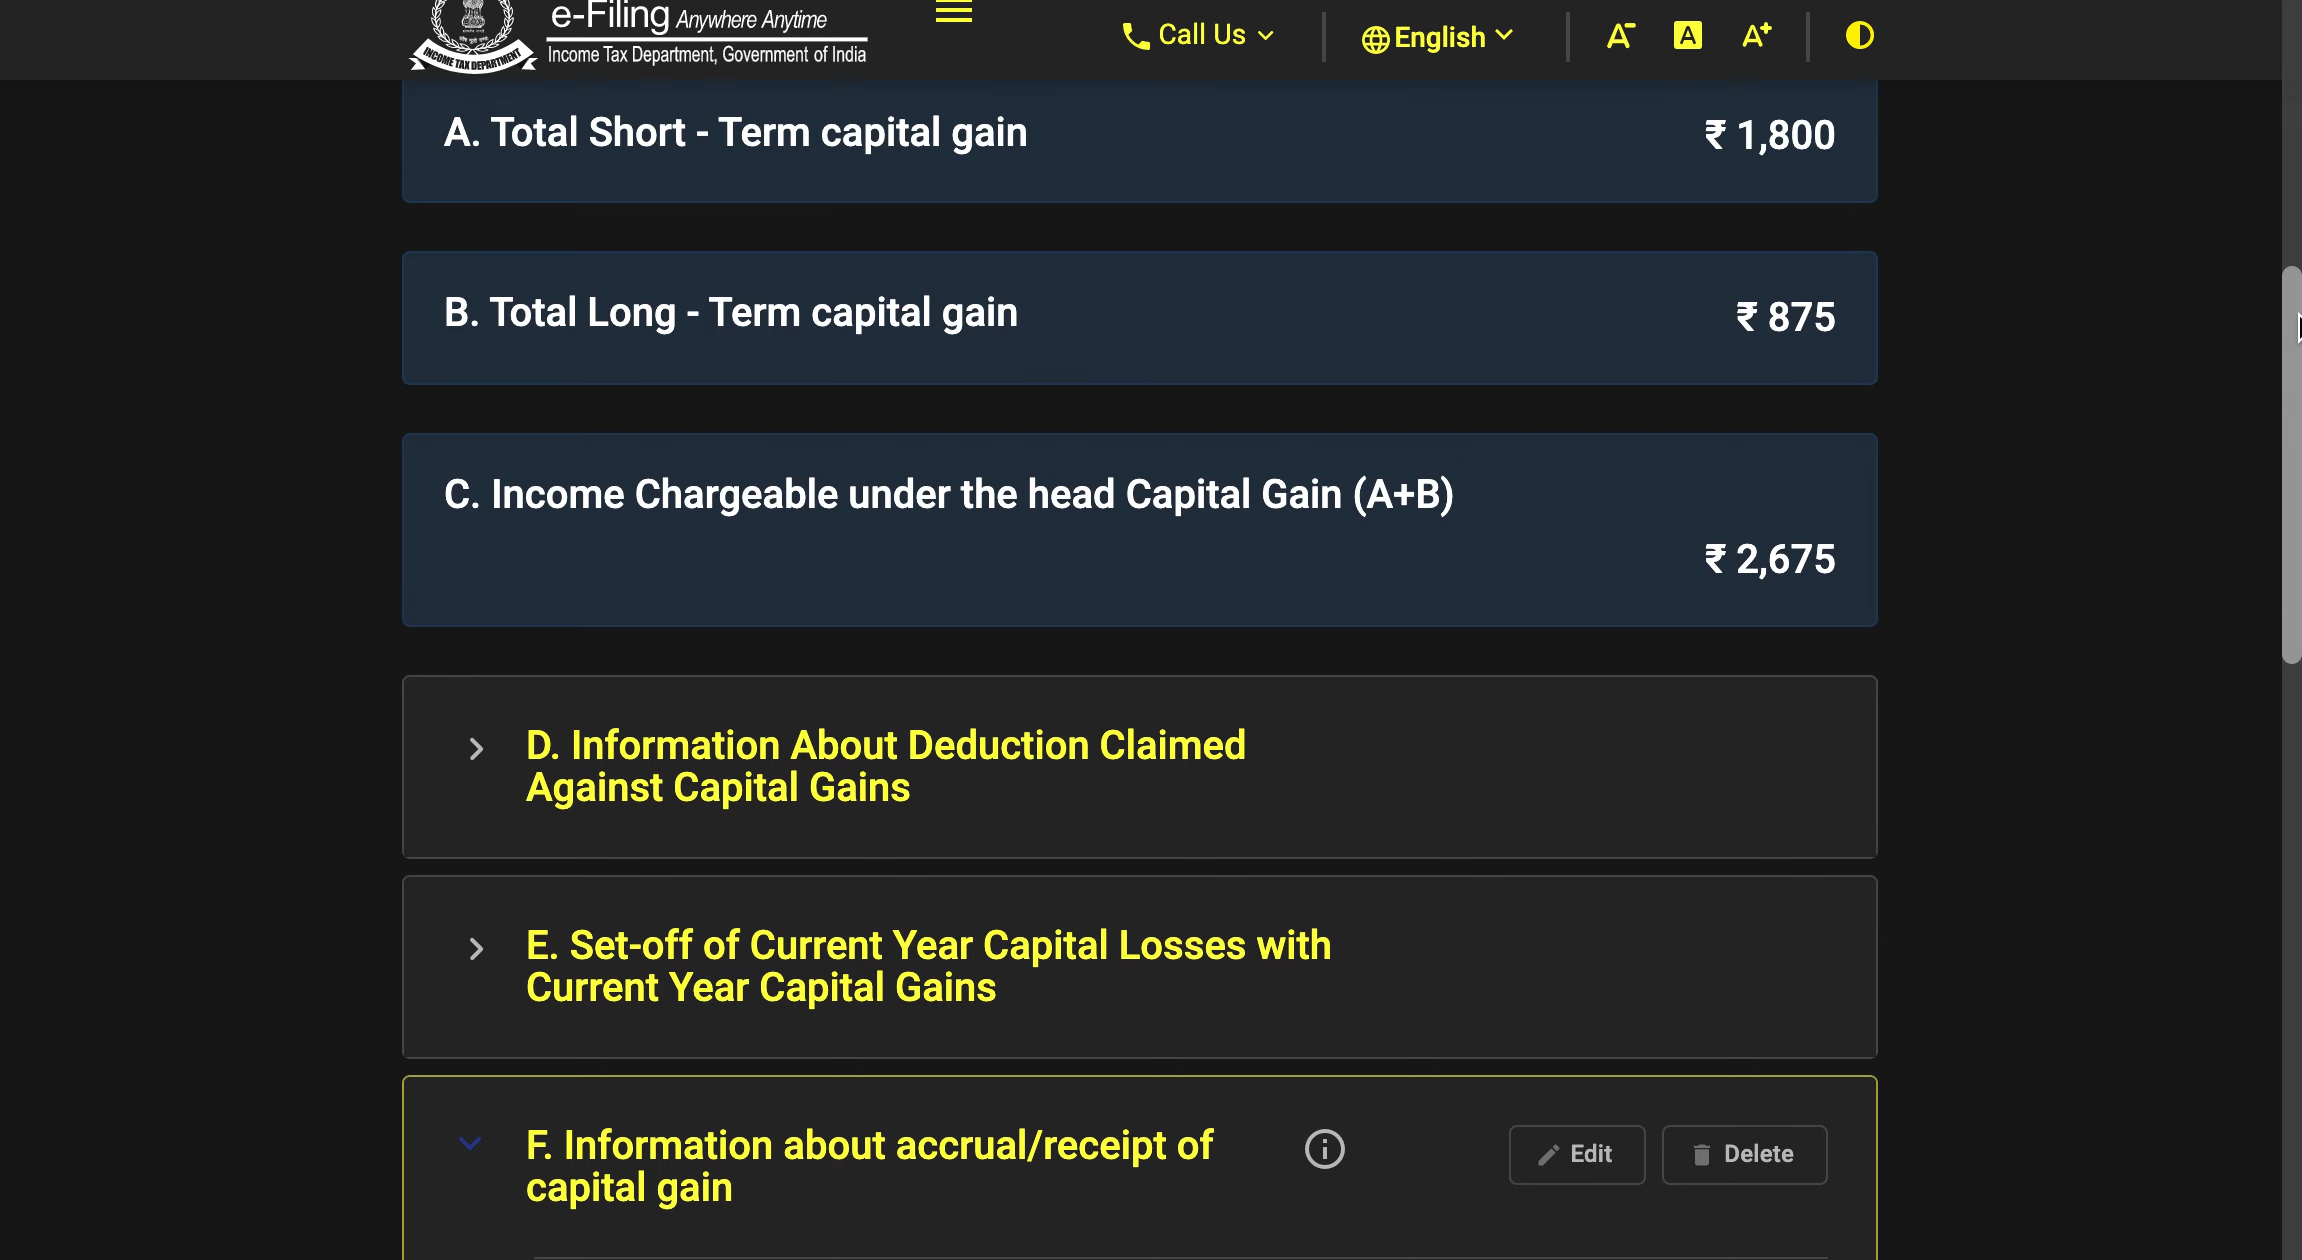 e-Filing Anywhere Anytime
Income Tax Department, Government of India
INCOME TAX DEPARTMENT
Call Us
English
A-
A
A+
A. Total Short - Term capital gain
₹ 1,800
B. Total Long - Term capital gain
₹ 875
C. Income Chargeable under the head Capital Gain (A+B)
₹ 2,675
D. Information About Deduction Claimed
Against Capital Gains
E. Set-off of Current Year Capital Losses with
Current Year Capital Gains
F. Information about accrual/receipt of
capital gain
Edit
Delete